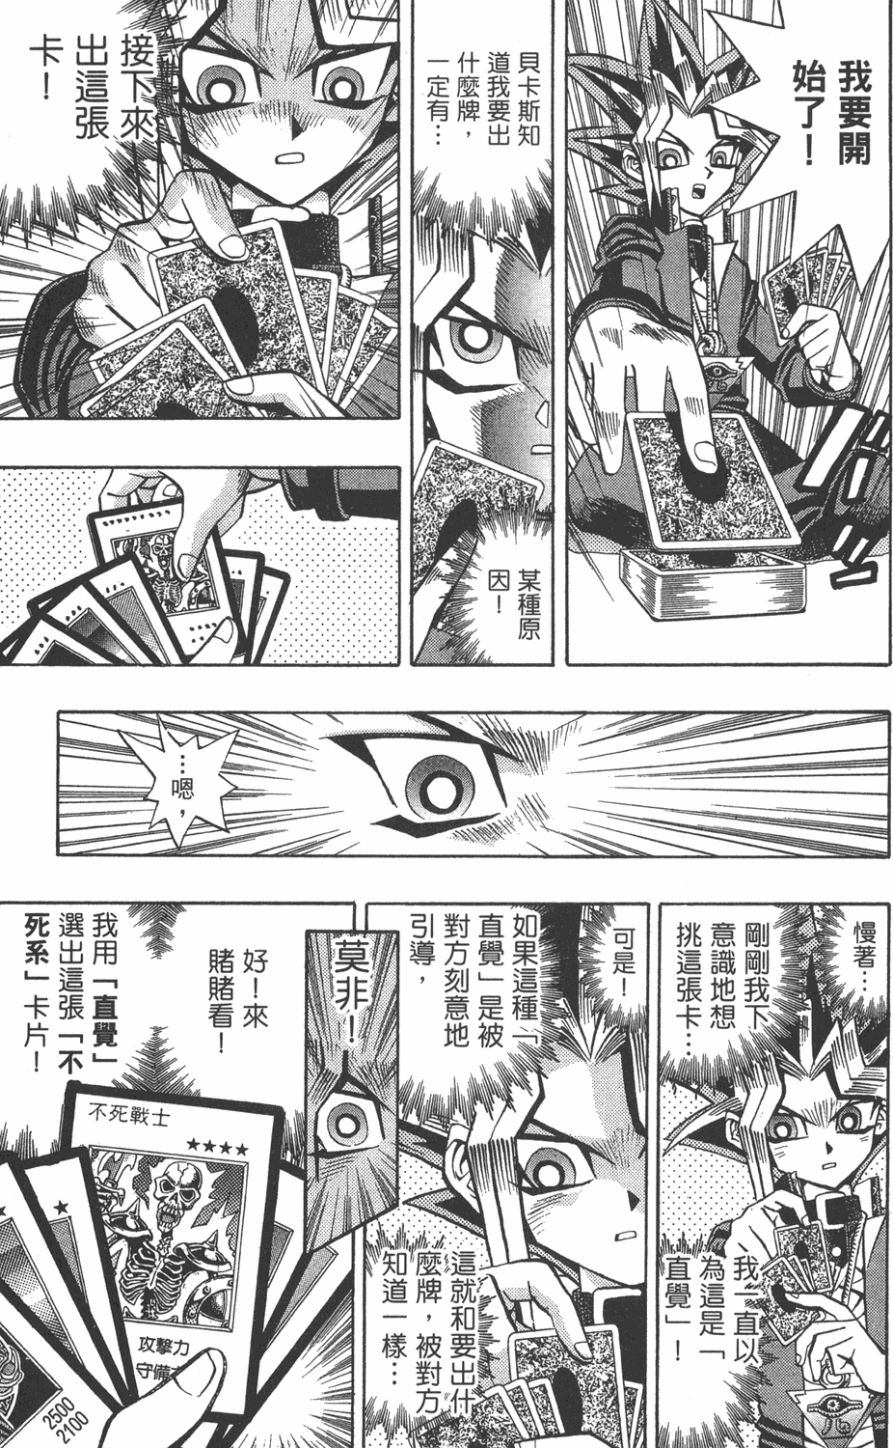 我要開
始了！
貝卡斯知
道我要出
什麼牌，
一定有…
某種原
因！
接下來
出這張
卡！
…嗯，
慢著…
剛剛我下
意識地想
挑這張卡…
我一直以
為這是「
直覺」！
可是！
如果這種「
直覺」是被
對方刻意地
引導，
這就和要出什
麼牌，被對方
知道一樣…
莫非！
好！來
賭賭看！
我用「直覺」
選出這張「不
死系」卡片！
不死戰士
★★★★
攻擊力
守備
2500
2100